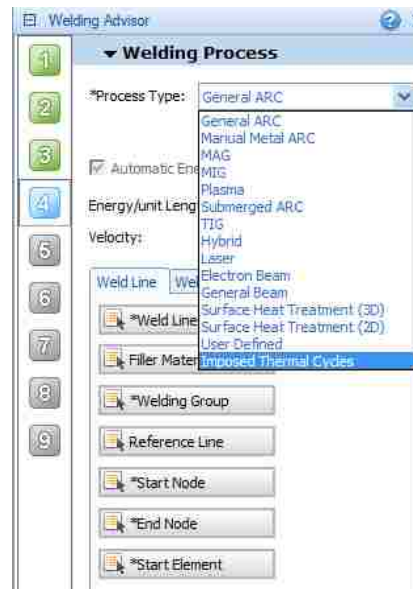 Welding Advisor
Welding Process
1
2
3
4
5
6
7
8
9
*Process Type: General ARC
General ARC
Manual Metal ARC
MAG
MIG
Plasma
Submerged ARC
TIG
Hybrid
Laser
Electron Beam
General Beam
Surface Heat Treatment (3D)
Surface Heat Treatment (2D)
User Defined
Imposed Thermal Cycles
Automatic Ene
Energy/unit Leng
Velocity:
Weld Line We
*Weld Line
Filler Mater
*Welding Group
Reference Line
*Start Node
*End Node
*Start Element